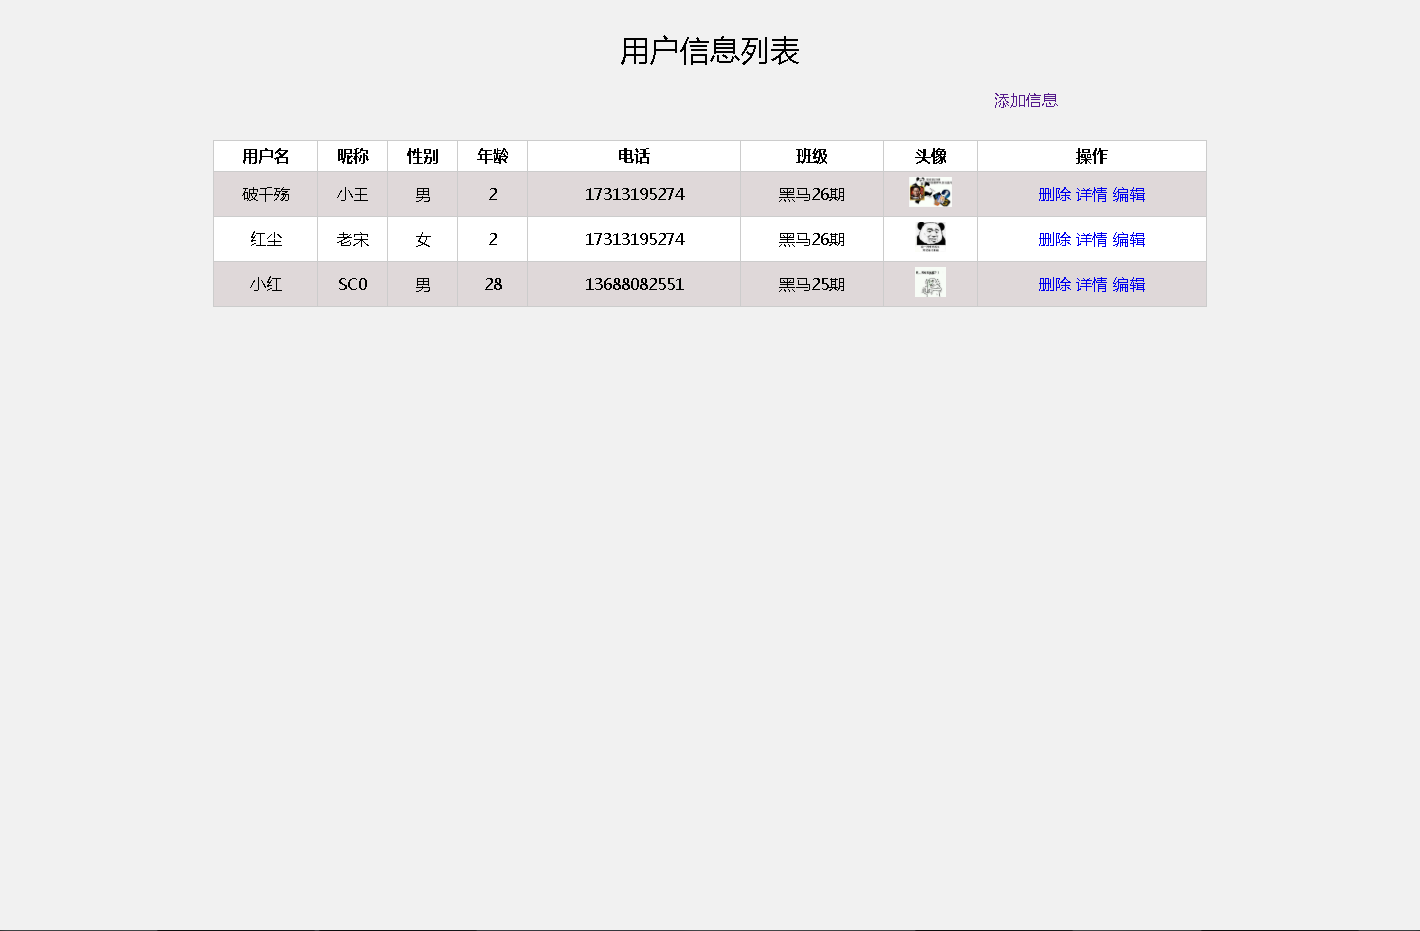 用户信息列表
添加信息
用户名 昵称 性别 年龄 电话 班级 头像 操作
破千殇 小王 男 2 17313195274 黑马26期 删除 详情 编辑
红尘 老宋 女 2 17313195274 黑马26期 删除 详情 编辑
小红 SC0 男 28 13688082551 黑马25期 删除 详情 编辑